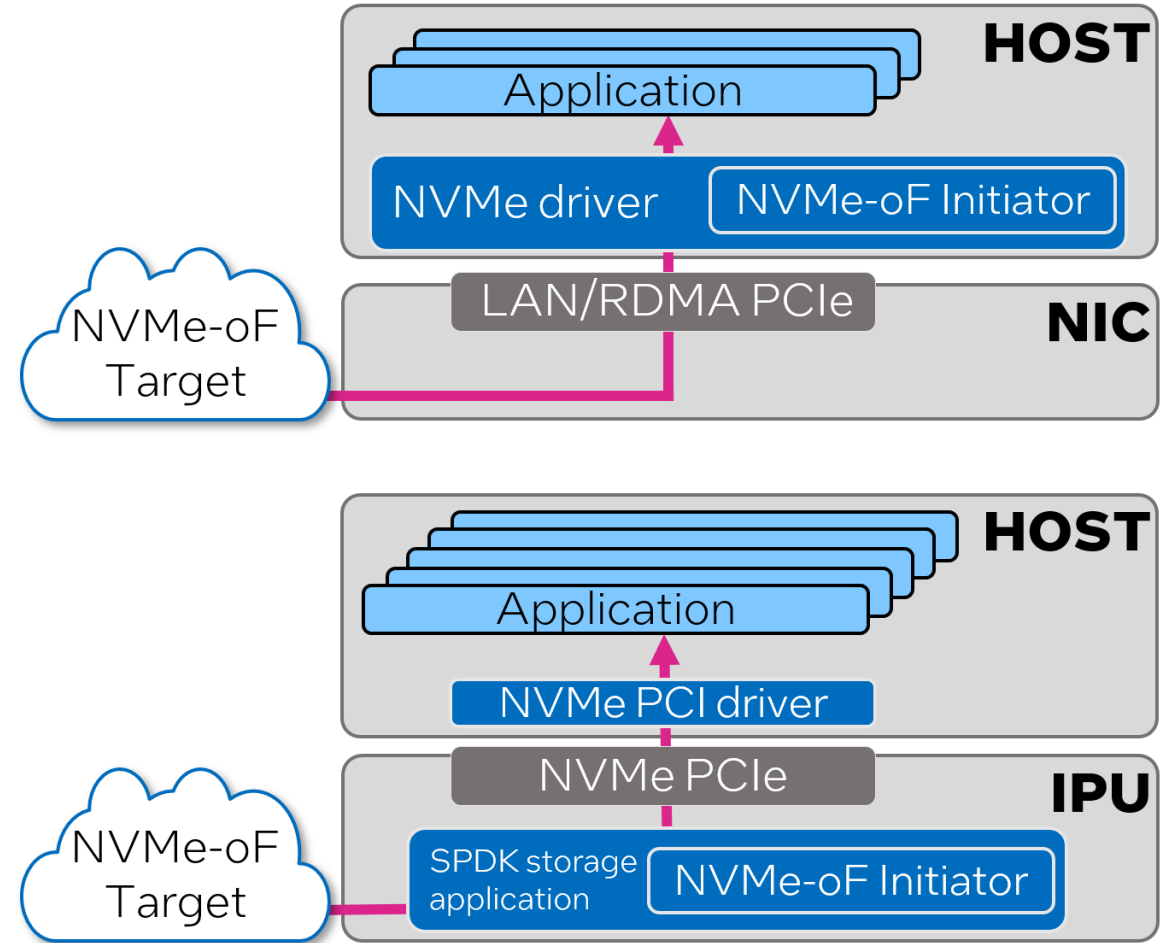 HOST
Application
NVMe driver
NVMe-oF Initiator
LAN/RDMA PCIe
NIC
NVMe-oF
Target
HOST
Application
NVMe PCI driver
NVMe PCIe
IPU
SPDK storage
application
NVMe-oF Initiator
NVMe-oF
Target